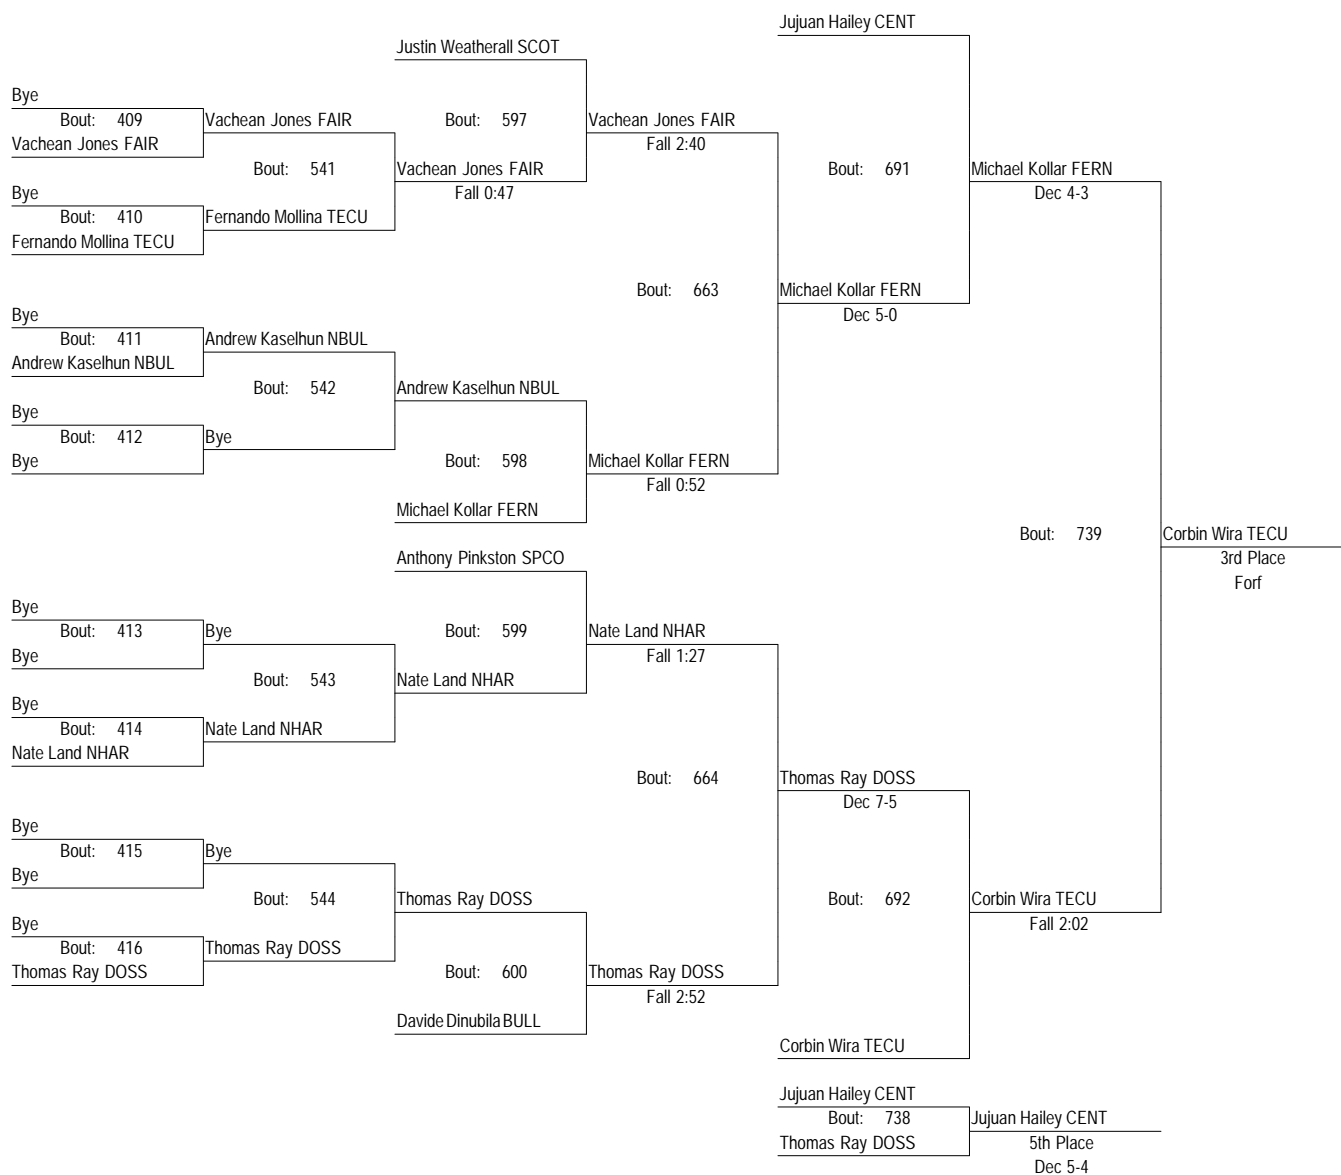 Jujuan Hailey CENT
Justin Weatherall SCOT
Bye
Bout: 409
Vachean Jones FAIR
Vachean Jones FAIR
Bout: 597
Vachean Jones FAIR
Fall 2:40
Bout: 541
Vachean Jones FAIR
Fall 0:47
Bout: 691
Michael Kollar FERN
Dec 4-3
Bye
Bout: 410
Fernando Mollina TECU
Fernando Mollina TECU
Bout: 663
Michael Kollar FERN
Dec 5-0
Bye
Bout: 411
Andrew Kaselhun NBUL
Andrew Kaselhun NBUL
Bout: 542
Andrew Kaselhun NBUL
Bye
Bout: 412
Bye
Bye
Bout: 598
Michael Kollar FERN
Fall 0:52
Michael Kollar FERN
Bout: 739
Corbin Wira TECU
3rd Place
Forf
Anthony Pinkston SPCO
Bye
Bout: 413
Bye
Bye
Bout: 599
Nate Land NHAR
Fall 1:27
Bout: 543
Nate Land NHAR
Bye
Bout: 414
Nate Land NHAR
Nate Land NHAR
Bout: 664
Thomas Ray DOSS
Dec 7-5
Bye
Bout: 415
Bye
Bye
Bout: 544
Thomas Ray DOSS
Bout: 692
Corbin Wira TECU
Fall 2:02
Bye
Bout: 416
Thomas Ray DOSS
Thomas Ray DOSS
Bout: 600
Thomas Ray DOSS
Fall 2:52
Davide Dinubila BULL
Corbin Wira TECU
Jujuan Hailey CENT
Bout: 738
Thomas Ray DOSS
Jujuan Hailey CENT
5th Place
Dec 5-4